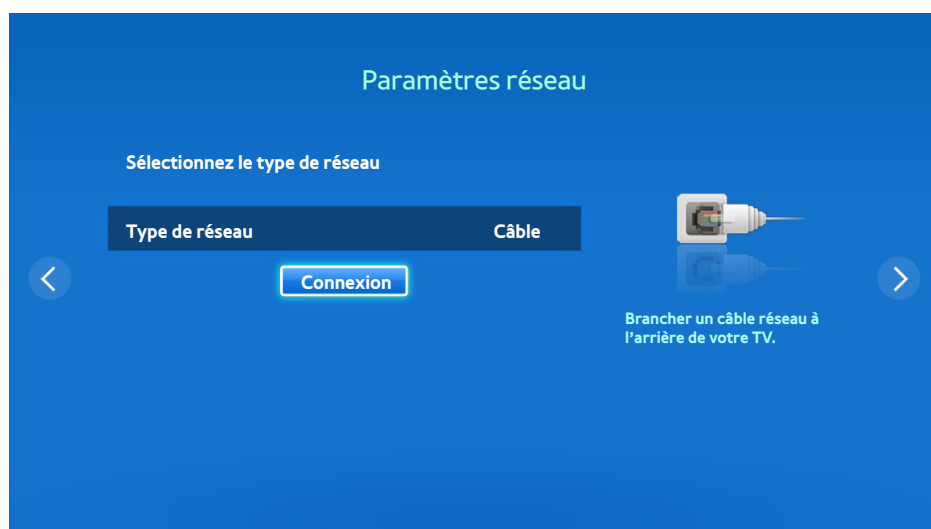 Paramètres réseau
Sélectionnez le type de réseau
Type de réseau Câble
Connexion
Brancher un câble réseau à
l'arrière de votre TV.